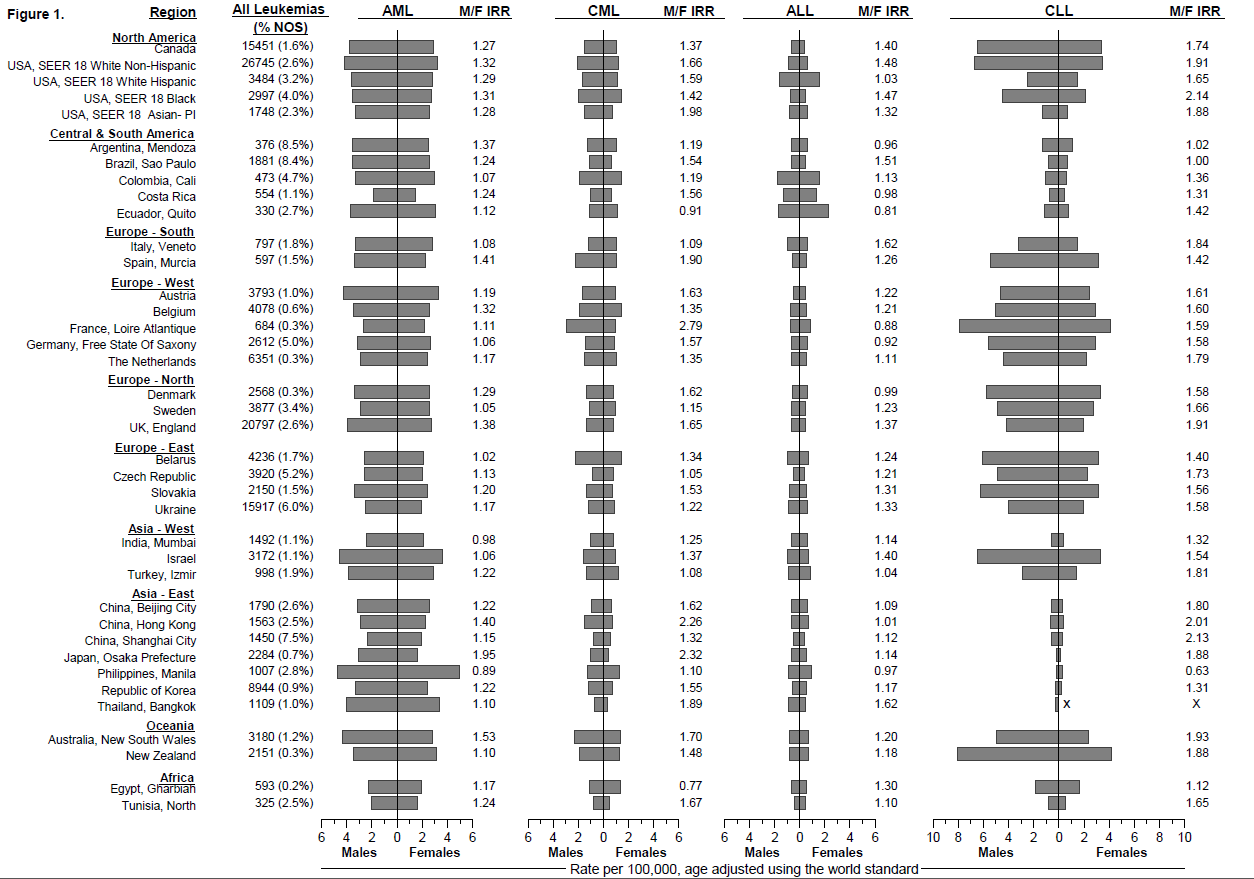 Figure 1. Region All Leukemias AML M/F IRR CML M/F IRR ALL M/F IRR CLL M/F IRR
(% NOS)
North America
Canada 15451 (1.6%) 1.27 1.37 1.40 1.74
USA, SEER 18 White Non-Hispanic 26745 (2.6%) 1.32 1.66 1.48 1.91
USA, SEER 18 White Hispanic 3484 (3.2%) 1.29 1.59 1.03 1.65
USA, SEER 18 Black 2997 (4.0%) 1.31 1.42 1.47 2.14
USA, SEER 18 Asian- PI 1748 (2.3%) 1.28 1.98 1.32 1.88
Central & South America
Argentina, Mendoza 376 (8.5%) 1.37 1.19 0.96 1.02
Brazil, Sao Paulo 1881 (8.4%) 1.24 1.54 1.51 1.00
Colombia, Cali 473 (4.7%) 1.07 1.19 1.13 1.36
Costa Rica 554 (1.1%) 1.24 1.56 0.98 1.31
Ecuador, Quito 330 (2.7%) 1.12 0.91 0.81 1.42
Europe - South
Italy, Veneto 797 (1.8%) 1.08 1.09 1.62 1.84
Spain, Murcia 597 (1.5%) 1.41 1.90 1.26 1.42
Europe - West
Austria 3793 (1.0%) 1.19 1.63 1.22 1.61
Belgium 4078 (0.6%) 1.32 1.35 1.21 1.60
France, Loire Atlantique 684 (0.3%) 1.11 2.79 0.88 1.59
Germany, Free State Of Saxony 2612 (5.0%) 1.06 1.57 0.92 1.58
The Netherlands 6351 (0.3%) 1.17 1.35 1.11 1.79
Europe - North
Denmark 2568 (0.3%) 1.29 1.62 0.99 1.58
Sweden 3877 (3.4%) 1.05 1.15 1.23 1.66
UK, England 20797 (2.6%) 1.38 1.65 1.37 1.91
Europe - East
Belarus 4236 (1.7%) 1.02 1.34 1.24 1.40
Czech Republic 3920 (5.2%) 1.13 1.05 1.21 1.73
Slovakia 2150 (1.5%) 1.20 1.53 1.31 1.56
Ukraine 15917 (6.0%) 1.17 1.22 1.33 1.58
Asia - West
India, Mumbai 1492 (1.1%) 0.98 1.25 1.14 1.32
Israel 3172 (1.1%) 1.06 1.37 1.40 1.54
Turkey, Izmir 998 (1.9%) 1.22 1.08 1.04 1.81
Asia - East
China, Beijing City 1790 (2.6%) 1.22 1.62 1.09 1.80
China, Hong Kong 1563 (2.5%) 1.40 2.26 1.01 2.01
China, Shanghai City 1450 (7.5%) 1.15 1.32 1.12 2.13
Japan, Osaka Prefecture 2284 (0.7%) 1.95 2.32 1.14 1.88
Philippines, Manila 1007 (2.8%) 0.89 1.10 0.97 0.63
Republic of Korea 8944 (0.9%) 1.22 1.55 1.17 1.31
Thailand, Bangkok 1109 (1.0%) 1.10 1.89 1.62 X X
Oceania
Australia, New South Wales 3180 (1.2%) 1.53 1.70 1.20 1.93
New Zealand 2151 (0.3%) 1.10 1.48 1.18 1.88
Africa
Egypt, Gharbiah 593 (0.2%) 1.17 0.77 1.30 1.12
Tunisia, North 325 (2.5%) 1.24 1.67 1.10 1.65
6 4 2 0 2 4 6 6 4 2 0 2 4 6 6 4 2 0 2 4 6 10 8 6 4 2 0 2 4 6 8 10
Males Females Males Females Males Females Males Females
Rate per 100,000, age adjusted using the world standard